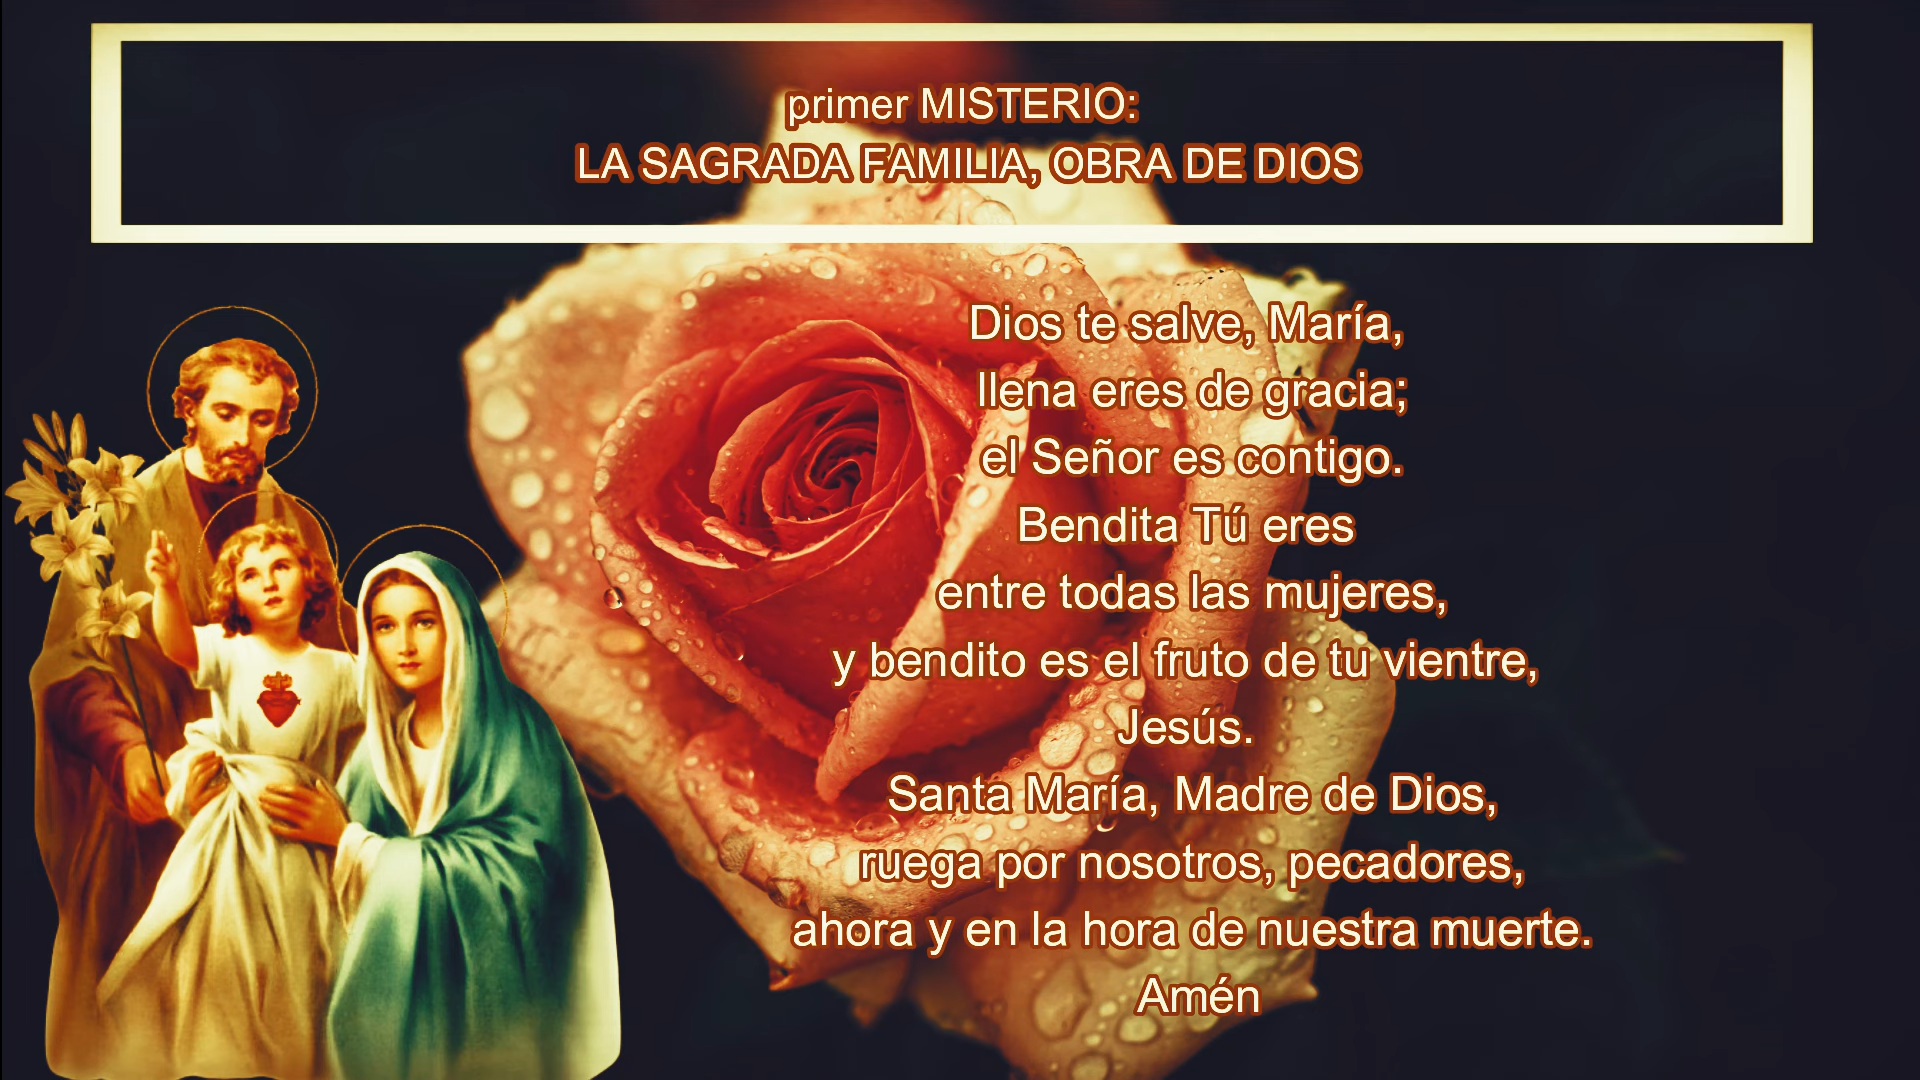 primer MISTERIO:
LA SAGRADA FAMILIA, OBRA DE DIOS
Dios te salve, María,
llena eres de gracia;
el Señor es contigo.
Bendita Tú eres
entre todas las mujeres,
y bendito es el fruto de tu vientre,
Jesús.
Santa María, Madre de Dios,
ruega por nosotros, pecadores,
ahora y en la hora de nuestra muerte.
Amén